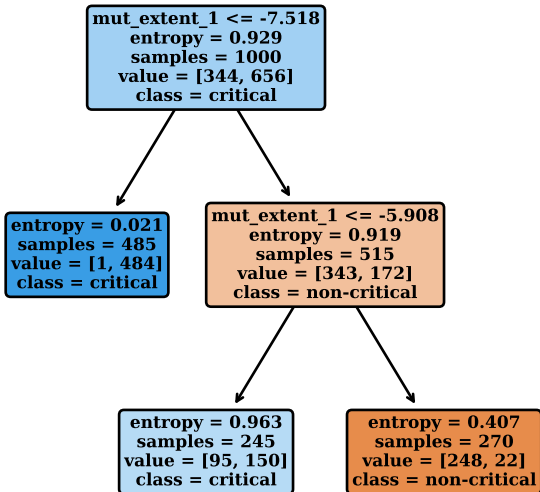 mut_extent_1 <= -7.518
entropy = 0.929
samples = 1000
value = [344, 656]
class = critical
entropy = 0.021
samples = 485
value = [1, 484]
class = critical
mut_extent_1 <= -5.908
entropy = 0.919
samples = 515
value = [343, 172]
class = non-critical
entropy = 0.963
samples = 245
value = [95, 150]
class = critical
entropy = 0.407
samples = 270
value = [248, 22]
class = non-critical